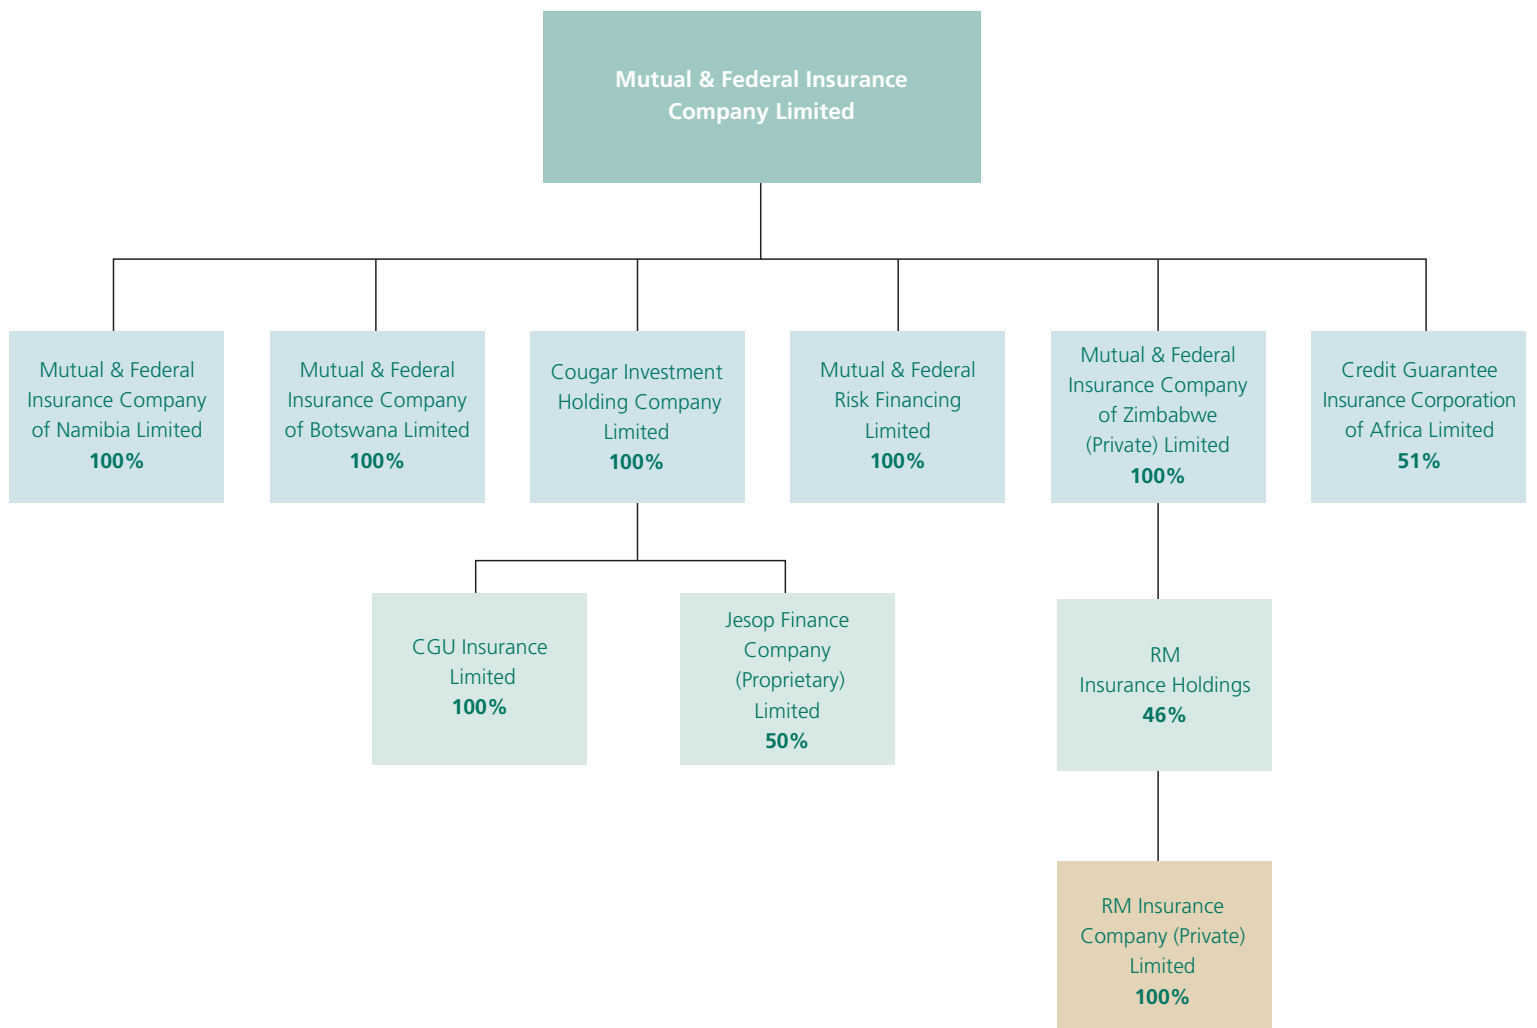 Mutual & Federal Insurance
Company Limited
Mutual & Federal
Insurance Company
of Namibia Limited
100%
Mutual & Federal
Insurance Company
of Botswana Limited
100%
Cougar Investment
Holding Company
Limited
100%
Mutual & Federal
Risk Financing
Limited
100%
Mutual & Federal
Insurance Company
of Zimbabwe
(Private) Limited
100%
Credit Guarantee
Insurance Corporation
of Africa Limited
51%
CGU Insurance
Limited
100%
Jesop Finance
Company
(Proprietary)
Limited
50%
RM
Insurance Holdings
46%
RM Insurance
Company (Private)
Limited
100%